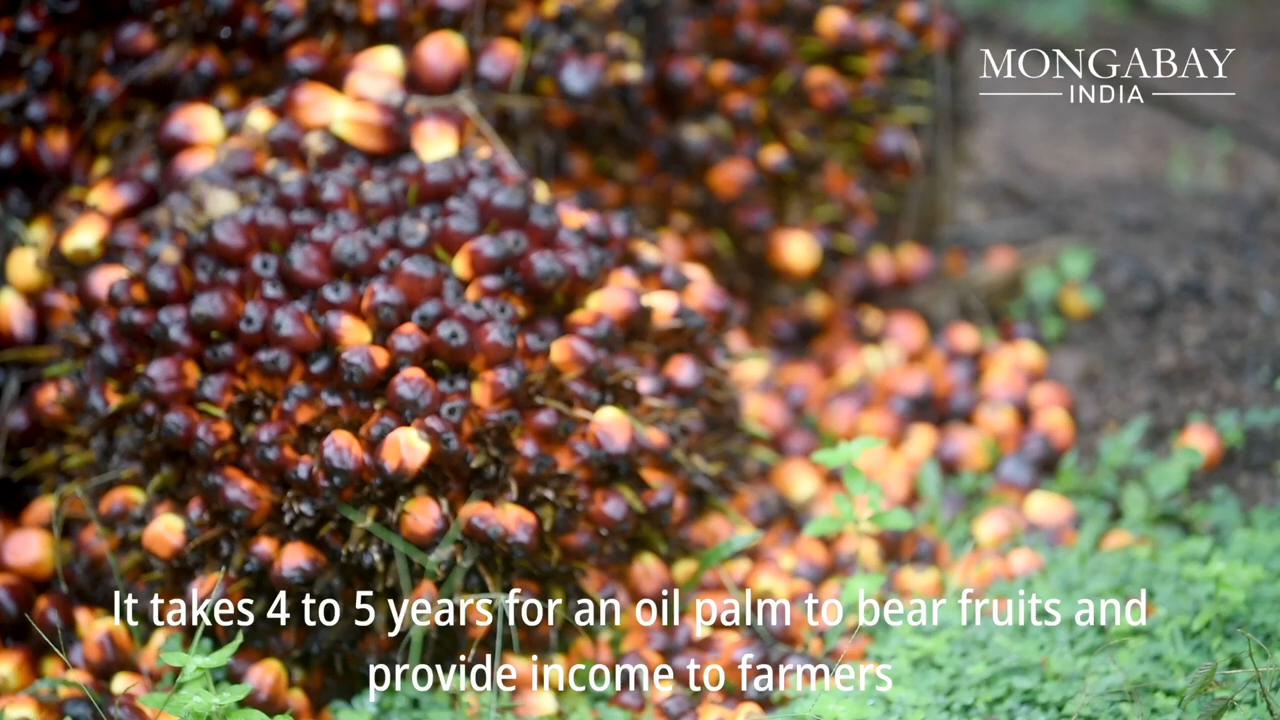 MONGABAY
INDIA
It takes 4 to 5 years for an oil palm to bear fruits and
provide income to farmers